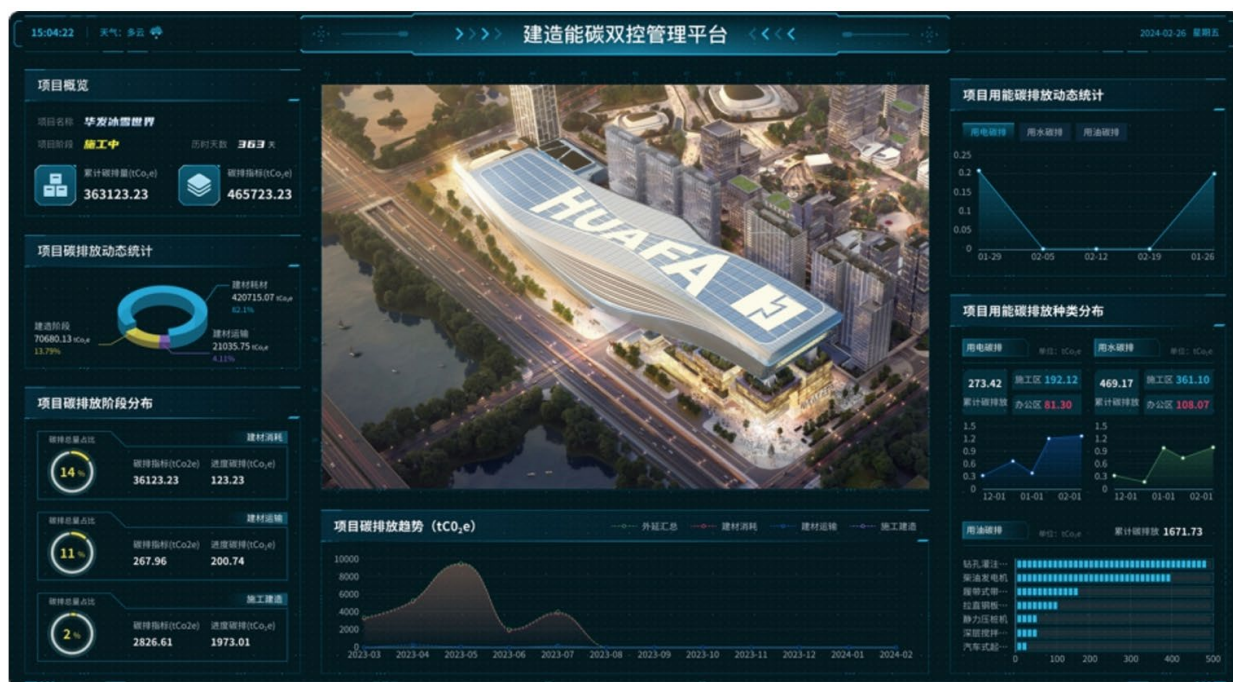 15:04:22 天气：多云
建造能碳双控管理平台
2024-02-26 星期五
项目概览
项目名称 华发冰雪世界
项目阶段 施工中 历时天数 363 天
累计碳排量(tCo₂e)
363123.23
碳排指标(tCo₂e)
465723.23
项目碳排放动态统计
建材耗材
420715.07 tCo₂e
82.1%
建造阶段
70680.13 tCo₂e
13.79%
建材运输
21035.75 tCo₂e
4.11%
项目碳排放阶段分布
碳排总量占比 建材消耗
14 %
碳排指标(tCo2e) 进度碳排(tCo₂e)
36123.23 123.23
碳排总量占比 建材运输
11 %
碳排指标(tCo2e) 进度碳排(tCo₂e)
267.96 200.74
碳排总量占比 施工建造
2 %
碳排指标(tCo2e) 进度碳排(tCo₂e)
2826.61 1973.01
HUAFA
项目碳排放趋势（tC0₂e）
外延汇总 建材消耗 建材运输 施工建造
10000
8000
6000
4000
2000
0
2023-03 2023-04 2023-05 2023-06 2023-07 2023-08 2023-09 2023-10 2023-11 2023-12 2024-01 2024-02
项目用能碳排放动态统计
用电碳排 用水碳排 用油碳排
0.25
0.2
0.15
0.1
0.05
0
01-29 02-05 02-12 02-19 01-26
项目用能碳排放种类分布
用电碳排 单位：tCo₂e
273.42 施工区 192.12
累计碳排放 办公区 81.30
1.5
1.2
0.9
0.6
0.3
0
12-01 01-01 02-01
用水碳排 单位：tCo₂e
469.17 施工区 361.10
累计碳排放 办公区 108.07
1.5
1.2
0.9
0.6
0.3
0
12-01 01-01 02-01
用油碳排 单位：tCo₂e 累计碳排放 1671.73
钻孔灌注…
柴油发电机
履带式带…
拉直钢板…
静力压桩机
深层搅拌…
汽车式起…
0 100 200 300 400 500